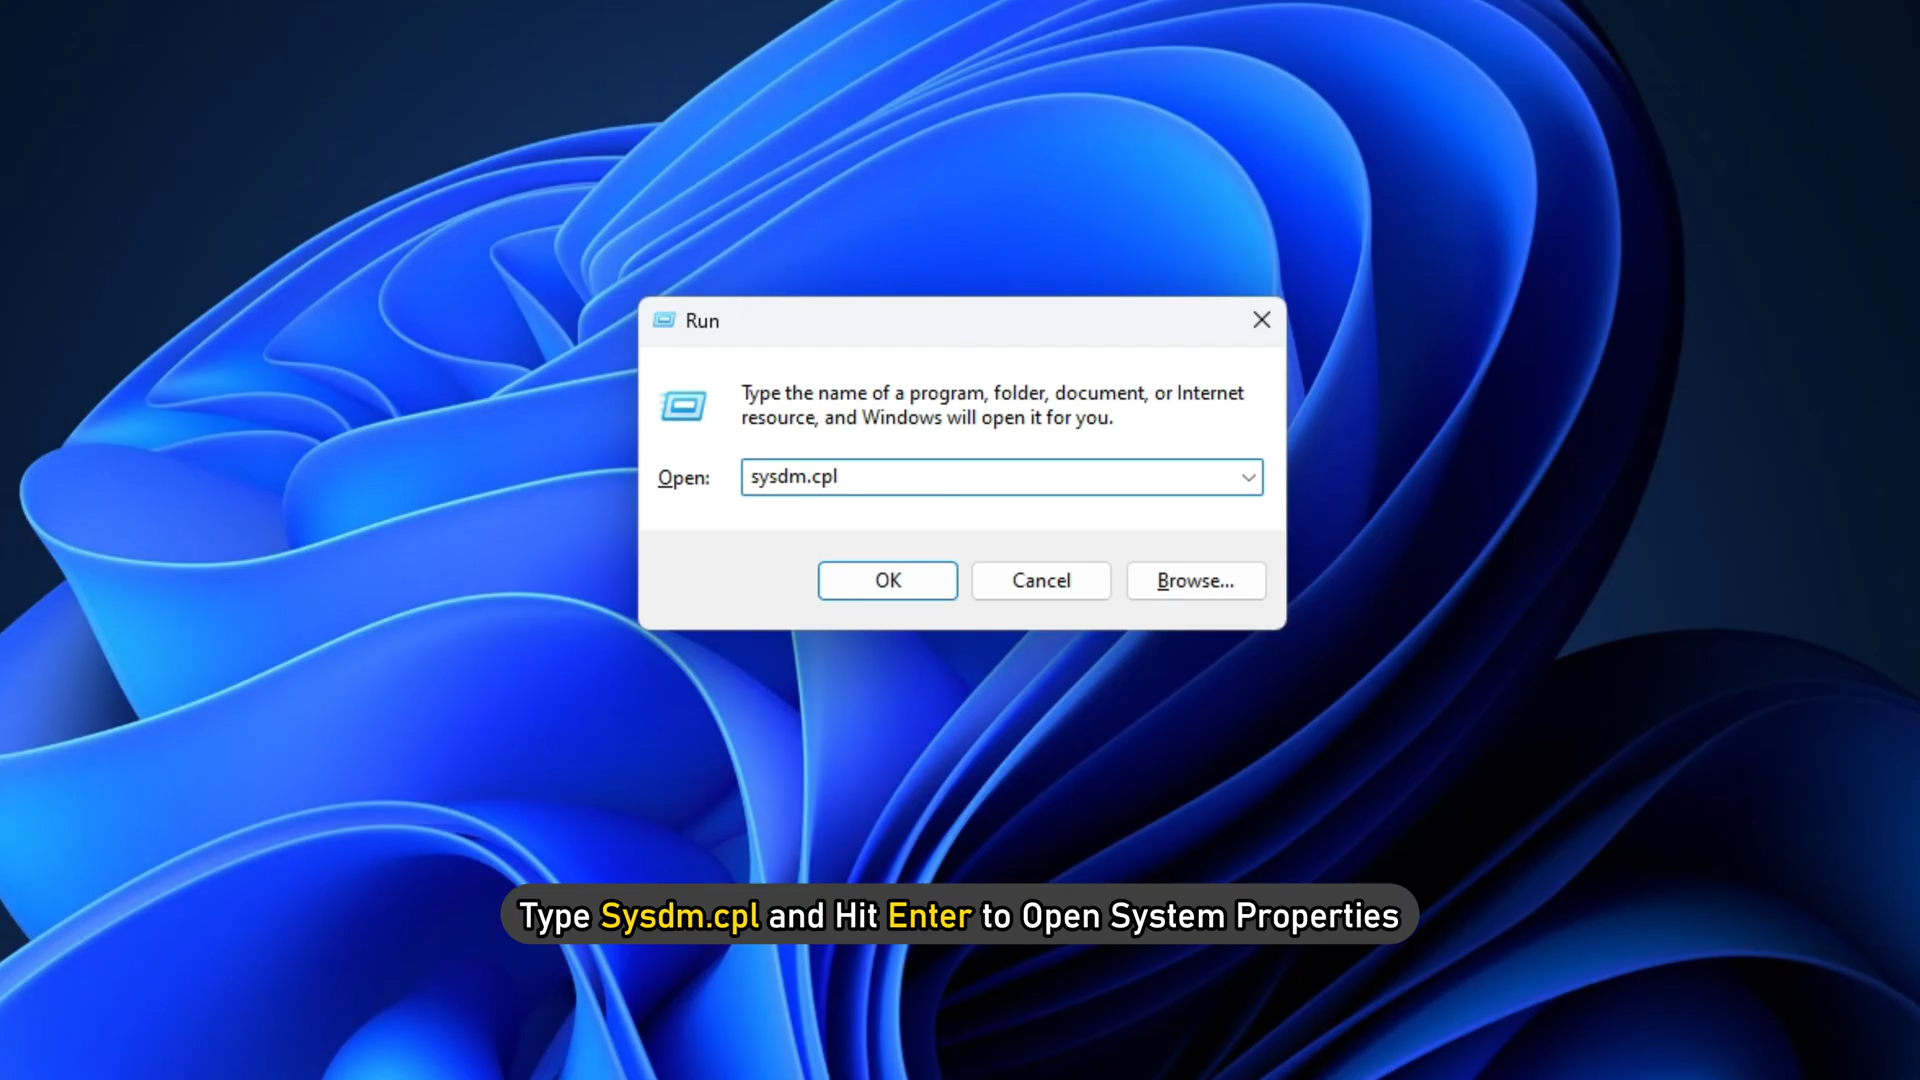 Run
Type the name of a program, folder, document, or Internet
resource, and Windows will open it for you.
Open: sysdm.cpl
OK Cancel Browse...
Type Sysdm.cpl and Hit Enter to Open System Properties